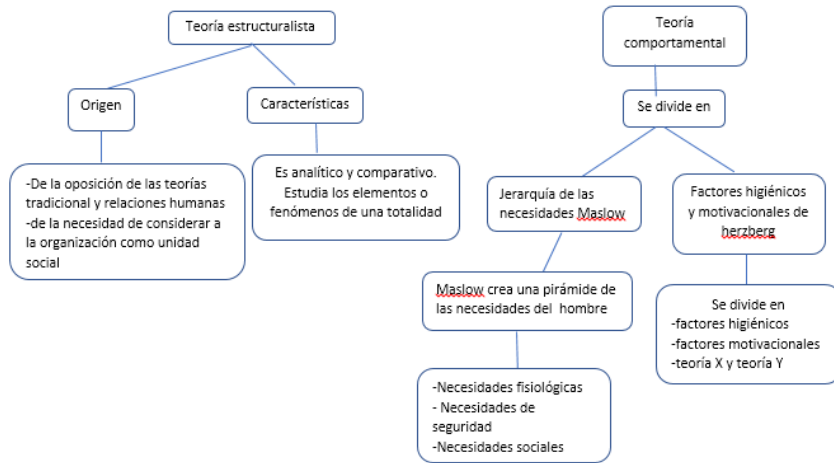 Teoría estructuralista
Origen
Características
-De la oposición de las teorías
tradicional y relaciones humanas
-de la necesidad de considerar a
la organización como unidad
social
Es analítico y comparativo.
Estudia los elementos o
fenómenos de una totalidad
Teoría
comportamental
Se divide en
Jerarquía de las
necesidades Maslow
Factores higiénicos
y motivacionales de
herzberg
Maslow crea una pirámide de
las necesidades del hombre
Se divide en
-factores higiénicos
-factores motivacionales
-teoría X y teoría Y
-Necesidades fisiológicas
- Necesidades de
seguridad
-Necesidades sociales